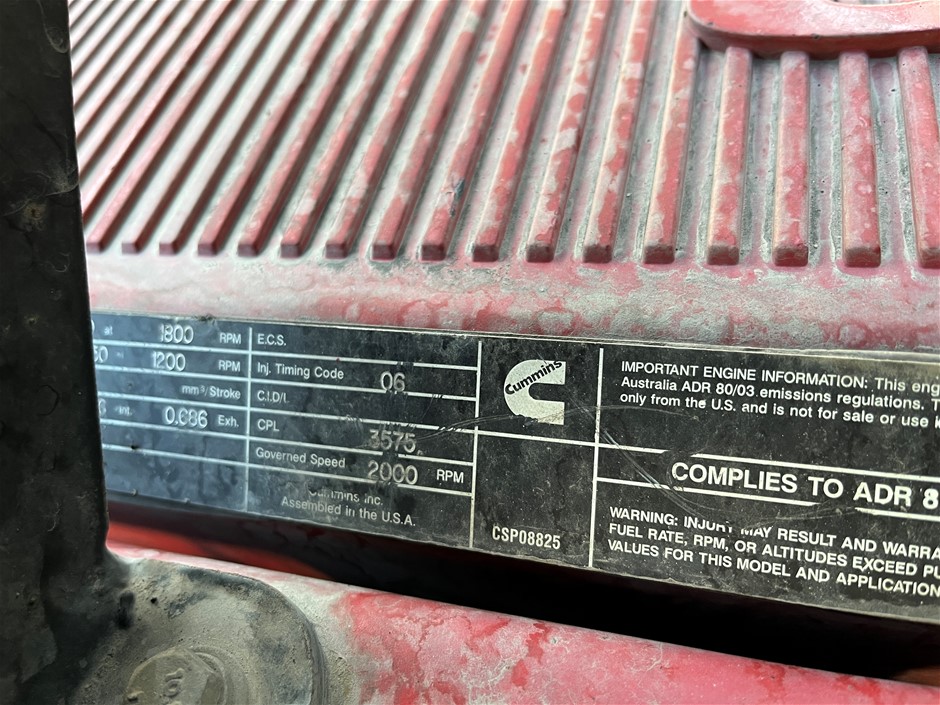 at 1800 RPM
1200 RPM
mm³/Stroke
Int. 0.686 Exh.
E.C.S.
Inj. Timing Code 06
C.I.D/L
CPL 3575
Governed Speed 2000 RPM
Cummins Inc.
Assembled in the U.S.A.
Cummins
CSP08825
IMPORTANT ENGINE INFORMATION: This eng
Australia ADR 80/03 emissions regulations. T
only from the U.S. and is not for sale or use
COMPLIES TO ADR 8
WARNING: INJURY MAY RESULT AND WARRA
FUEL RATE, RPM, OR ALTITUDES EXCEED PU
VALUES FOR THIS MODEL AND APPLICATION